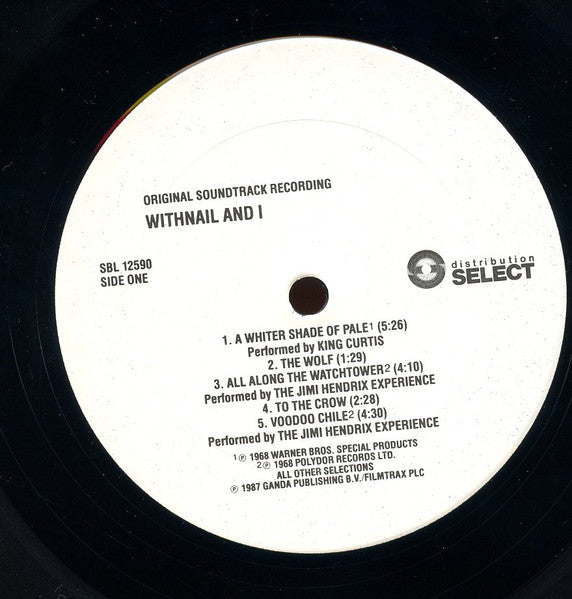 ORIGINAL SOUNDTRACK RECORDING
WITHNAIL AND I
SBL 12590
SIDE ONE
distribution
SELECT
1. A WHITER SHADE OF PALE¹ (5:26)
Performed by KING CURTIS
2. THE WOLF (1:29)
3. ALL ALONG THE WATCHTOWER² (4:10)
Performed by THE JIMI HENDRIX EXPERIENCE
4. TO THE CROW (2:28)
5. VOODOO CHILE² (4:30)
Performed by THE JIMI HENDRIX EXPERIENCE
¹ ℗ 1968 WARNER BROS. SPECIAL PRODUCTS
² ℗ 1968 POLYDOR RECORDS LTD.
ALL OTHER SELECTIONS
℗ 1987 GANDA PUBLISHING B.V./FILMTRAX PLC